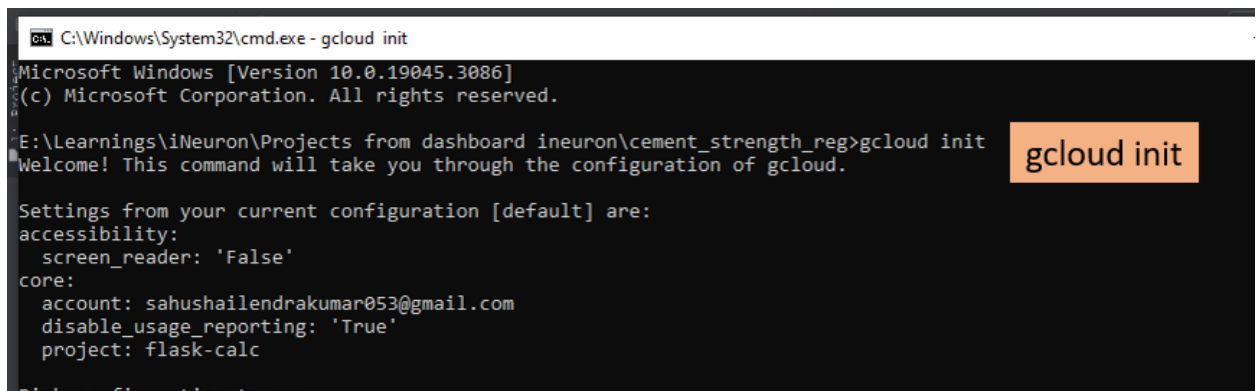 C:\Windows\System32\cmd.exe - gcloud init
Microsoft Windows [Version 10.0.19045.3086]
(c) Microsoft Corporation. All rights reserved.
E:\Learnings\iNeuron\Projects from dashboard ineuron\cement_strength_reg>gcloud init
gcloud init
Welcome! This command will take you through the configuration of gcloud.
Settings from your current configuration [default] are:
accessibility:
screen_reader: 'False'
core:
account: sahushailendrakumar053@gmail.com
disable_usage_reporting: 'True'
project: flask-calc